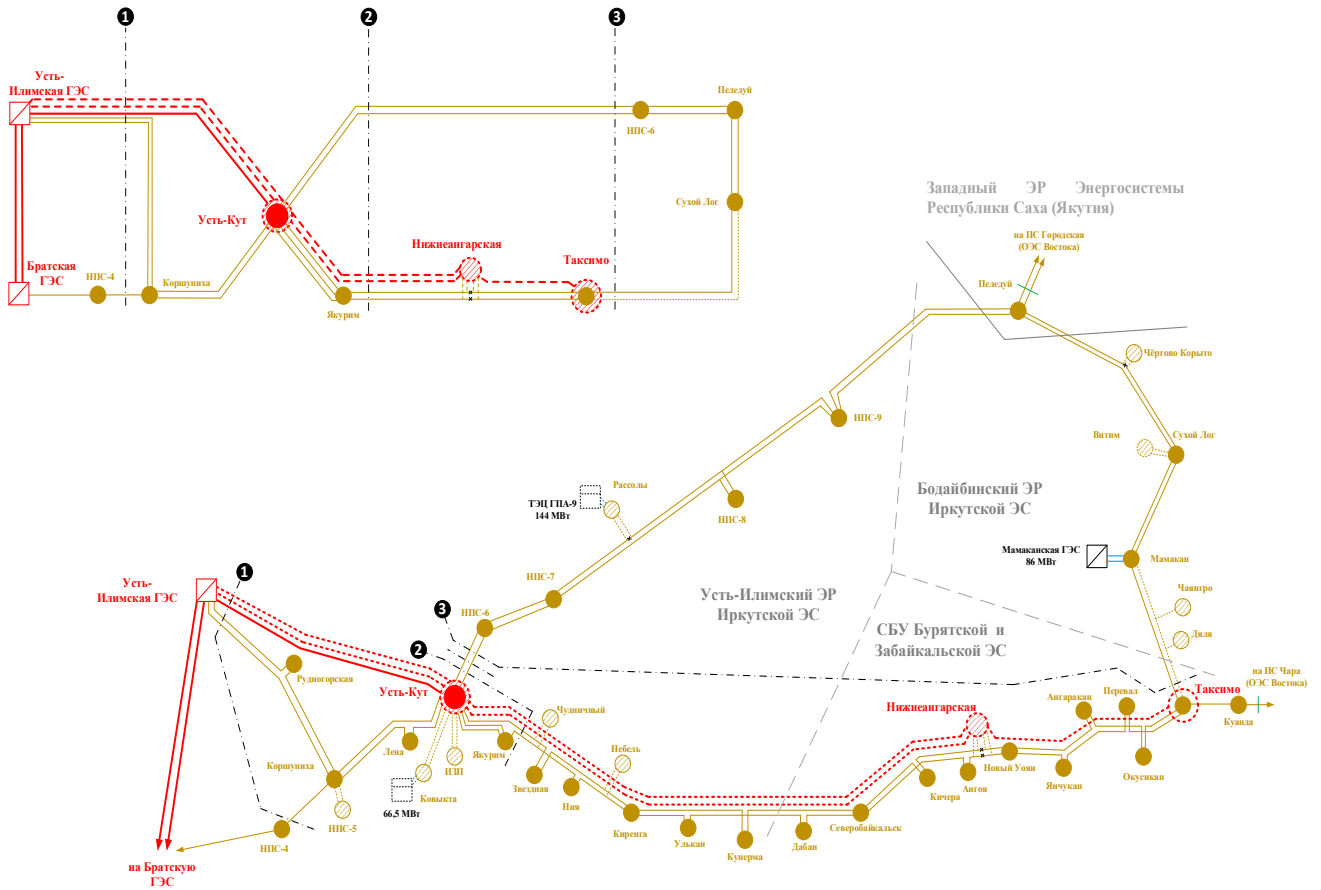 1
2
3
Усть-
Илимская ГЭС
Пеледуй
НПС-6
Сухой Лог
Усть-Кут
Нижнеангарская
Таксимо
Братская
ГЭС
НПС-4
Коршуниха
Якурим
Западный ЭР Энергосистемы
Республики Саха (Якутия)
на ПС Городская
(ОЭС Востока)
Пеледуй
Чёртово Корыто
НПС-9
Витим
Сухой Лог
Рассолы
ТЭЦ ГПА-9
144 МВт
НПС-8
Бодайбинский ЭР
Иркутской ЭС
Мамаканская ГЭС
86 МВт
Мамакан
1
Усть-
Илимская ГЭС
НПС-7
Усть-Илимский ЭР
Иркутской ЭС
Чаянгро
3
НПС-6
СБУ Бурятской и
Забайкальской ЭС
Дяля
2
Рудногорская
Усть-Кут
на ПС Чара
(ОЭС Востока)
Таксимо
Ангаракан
Перевал
Нижнеангарская
Чудничный
Куанда
Лена
ИЗП
Якурим
Небель
Коршуниха
Ковыкта
66,5 МВт
Звездная
Ния
Новый Уоян
Янчукан
Окусикан
Кичера
Ангоя
НПС-5
Киренга
Северобайкальск
Улькан
Куперма
Дабан
НПС-4
на Братскую
ГЭС